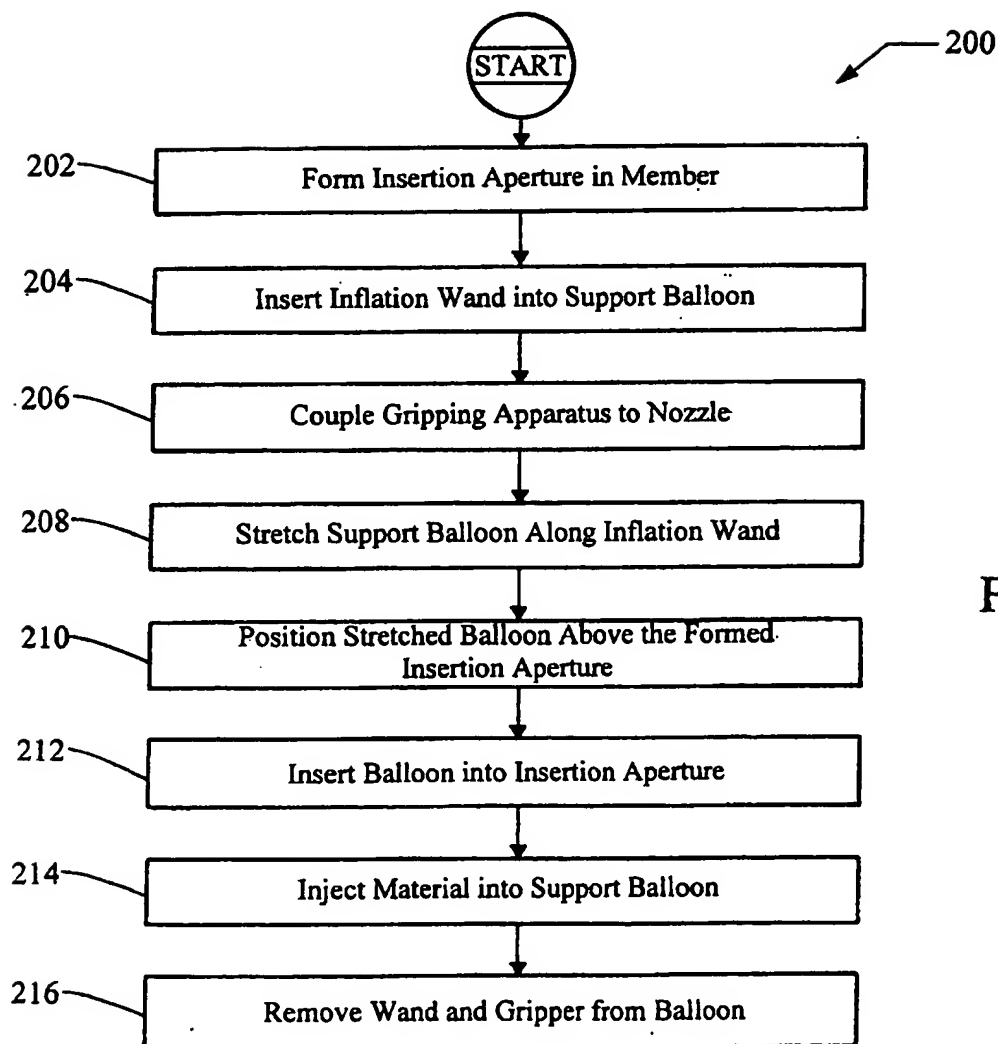 START
200
202
Form Insertion Aperture in Member
204
Insert Inflation Wand into Support Balloon
206
Couple Gripping Apparatus to Nozzle
208
Stretch Support Balloon Along Inflation Wand
210
Position Stretched Balloon Above the Formed
Insertion Aperture
212
Insert Balloon into Insertion Aperture
214
Inject Material into Support Balloon
216
Remove Wand and Gripper from Balloon